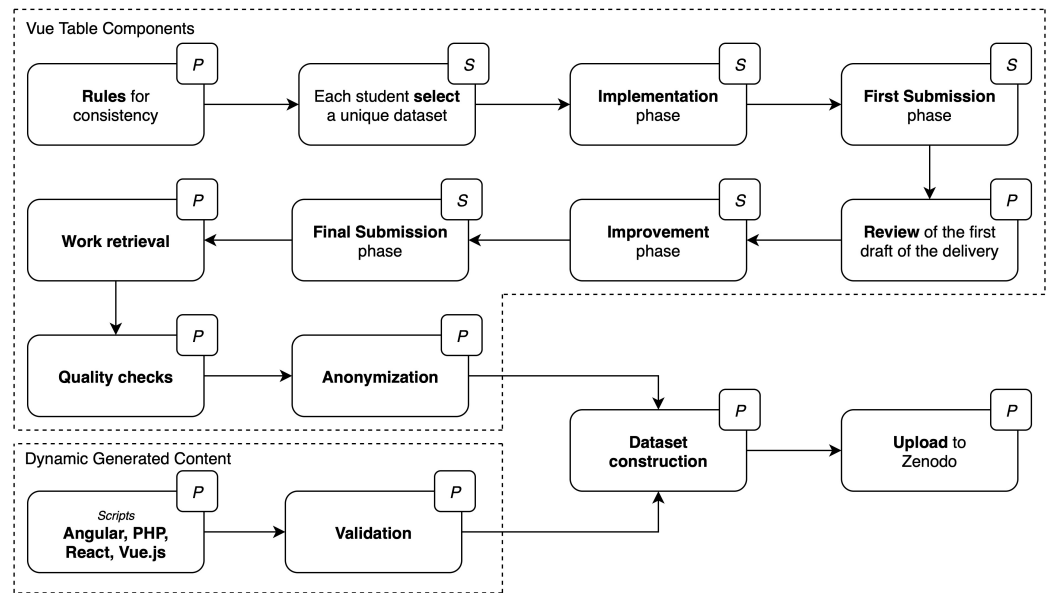 Vue Table Components
P
Rules for
consistency
S
Each student select
a unique dataset
S
Implementation
phase
S
First Submission
phase
P
Work retrieval
S
Final Submission
phase
S
Improvement
phase
P
Review of the first
draft of the delivery
P
Quality checks
P
Anonymization
P
Dataset
construction
P
Upload to
Zenodo
Dynamic Generated Content
P
Scripts
Angular, PHP,
React, Vue.js
P
Validation